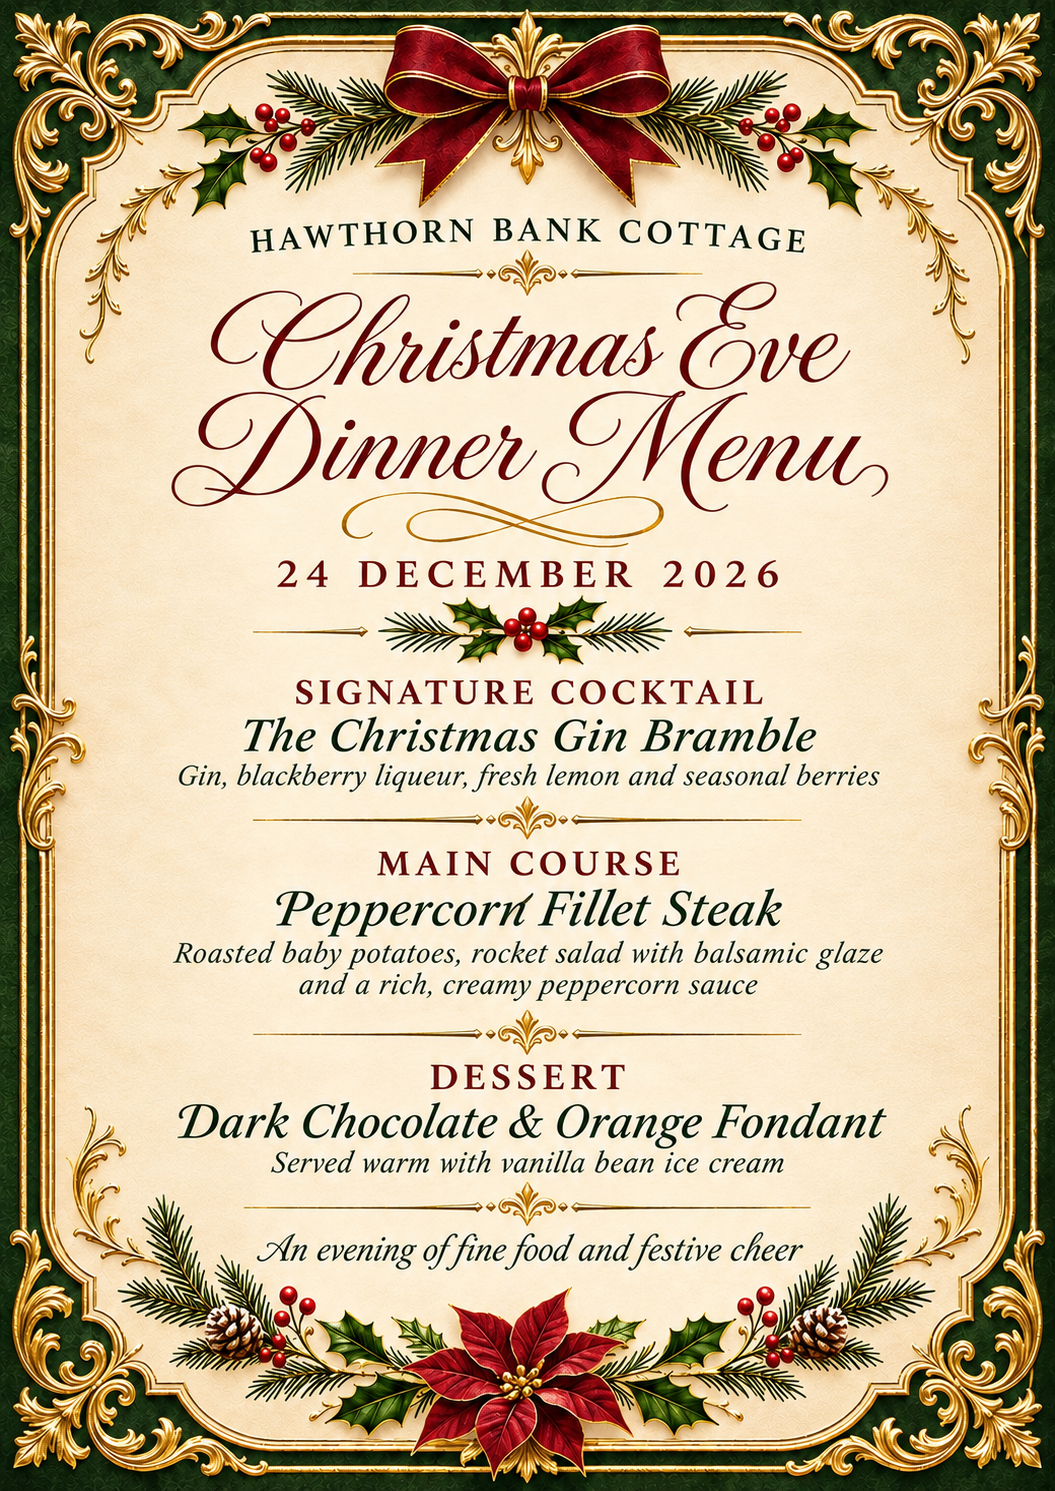 HAWTHORN BANK COTTAGE
Christmas Eve
Dinner Menu
24 DECEMBER 2026
SIGNATURE COCKTAIL
The Christmas Gin Bramble
Gin, blackberry liqueur, fresh lemon and seasonal berries
MAIN COURSE
Peppercorn Fillet Steak
Roasted baby potatoes, rocket salad with balsamic glaze
and a rich, creamy peppercorn sauce
DESSERT
Dark Chocolate & Orange Fondant
Served warm with vanilla bean ice cream
An evening of fine food and festive cheer